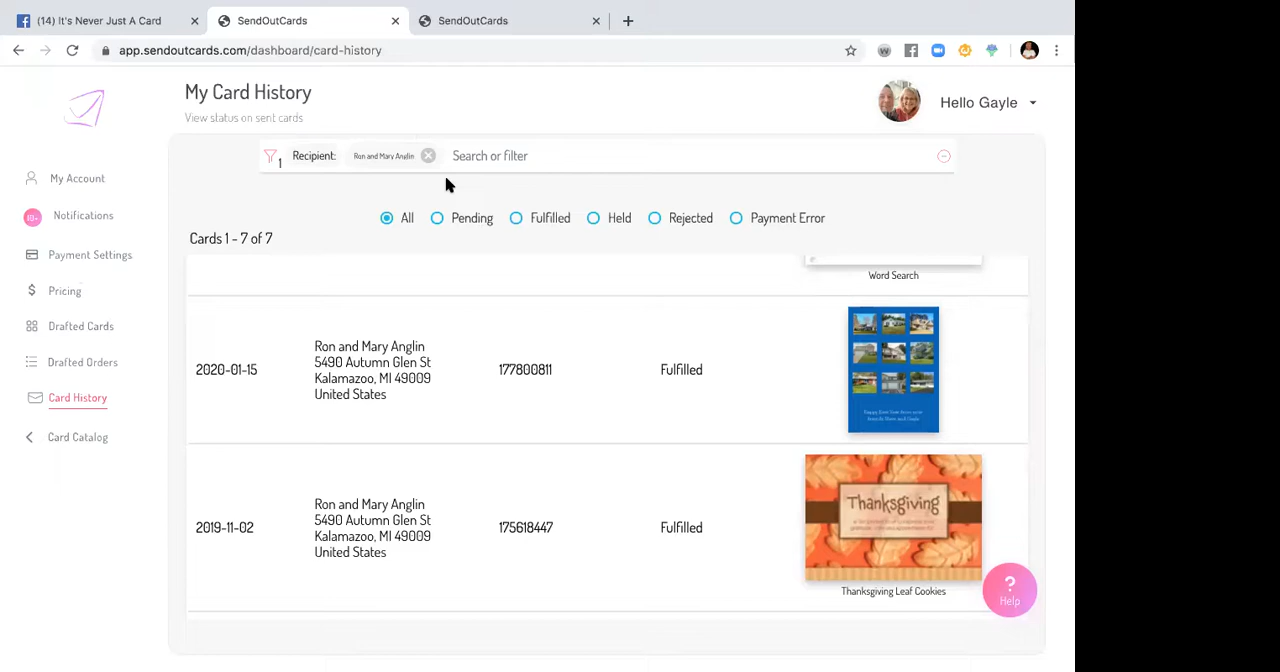 (14) It's Never Just A Card
SendOutCards
SendOutCards
app.sendoutcards.com/dashboard/card-history
My Card History
View status on sent cards
Hello Gayle
My Account
10+ Notifications
Payment Settings
Pricing
Drafted Cards
Drafted Orders
Card History
Card Catalog
1 Recipient: Ron and Mary Anglin Search or filter
All Pending Fulfilled Held Rejected Payment Error
Cards 1 - 7 of 7
Word Search
2020-01-15
Ron and Mary Anglin
5490 Autumn Glen St
Kalamazoo, MI 49009
United States
177800811
Fulfilled
2019-11-02
Ron and Mary Anglin
5490 Autumn Glen St
Kalamazoo, MI 49009
United States
175618447
Fulfilled
Thanksgiving
Thanksgiving Leaf Cookies
?
Help